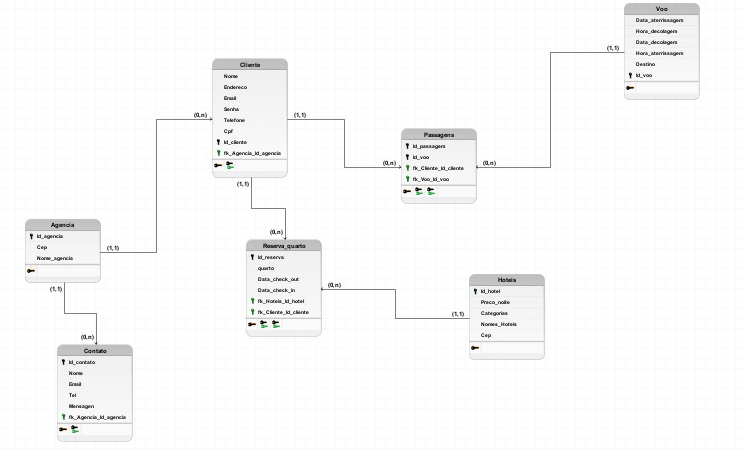 Voo
Data_aterrissagem
Hora_decolagem
Data_decolagem
Hora_aterrissagem
Destino
Id_voo
(1,1)
Cliente
Nome
Endereco
Email
Senha
Telefone
Cpf
Id_cliente
fk_Agencia_Id_agencia
(0,n)
(1,1)
(1,1)
Passagens
Id_passagem
Id_voo
fk_Cliente_Id_cliente
fk_Voo_Id_voo
(0,n)
(0,n)
Agencia
Id_agencia
Cep
Nome_agencia
(1,1)
(1,1)
Reserva_quarto
Id_reserva
quarto
Data_check_out
Data_check_in
fk_Hoteis_Id_hotel
fk_Cliente_Id_cliente
(0,n)
(0,n)
Hoteis
Id_hotel
Preco_noite
Categorias
Nomes_Hoteis
Cep
(1,1)
Contato
Id_contato
Nome
Email
Tel
Mensagen
fk_Agencia_Id_agencia
(0,n)